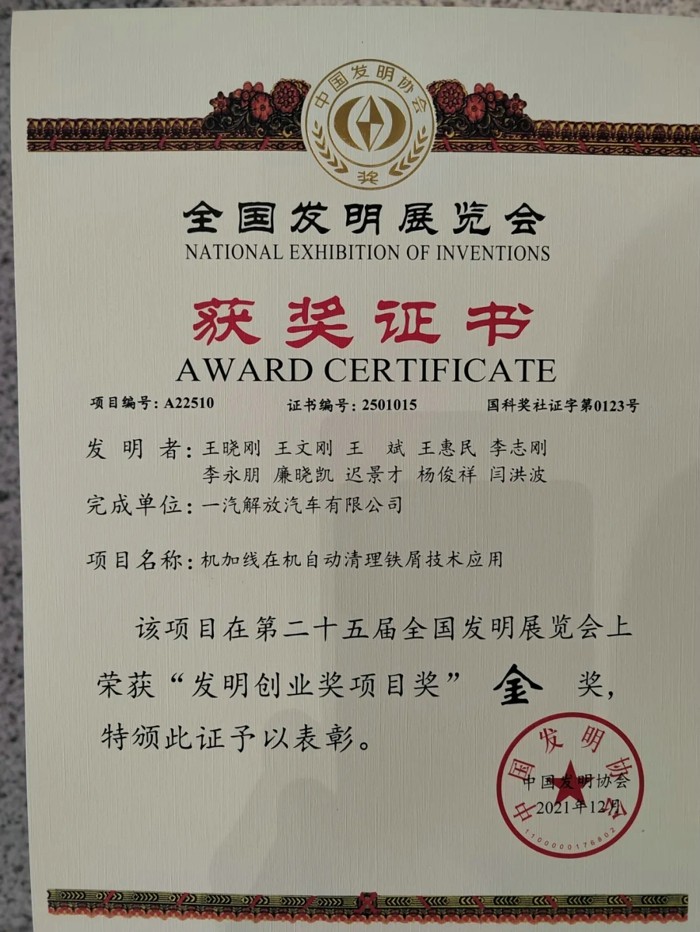 中国发明协会
奖
全国发明展览会
NATIONAL EXHIBITION OF INVENTIONS
获奖证书
AWARD CERTIFICATE
项目编号: A22510 证书编号: 2501015 国科奖社证字第0123号
发明者: 王晓刚 王文刚 王 斌 王惠民 李志刚
李永朋 廉晓凯 迟景才 杨俊祥 闫洪波
完成单位: 一汽解放汽车有限公司
项目名称: 机加线在机自动清理铁屑技术应用
该项目在第二十五届全国发明展览会上
荣获“发明创业奖项目奖” 金 奖，
特颁此证予以表彰。
中国发明协会
中国发明协会
2021年12月
1100000176802